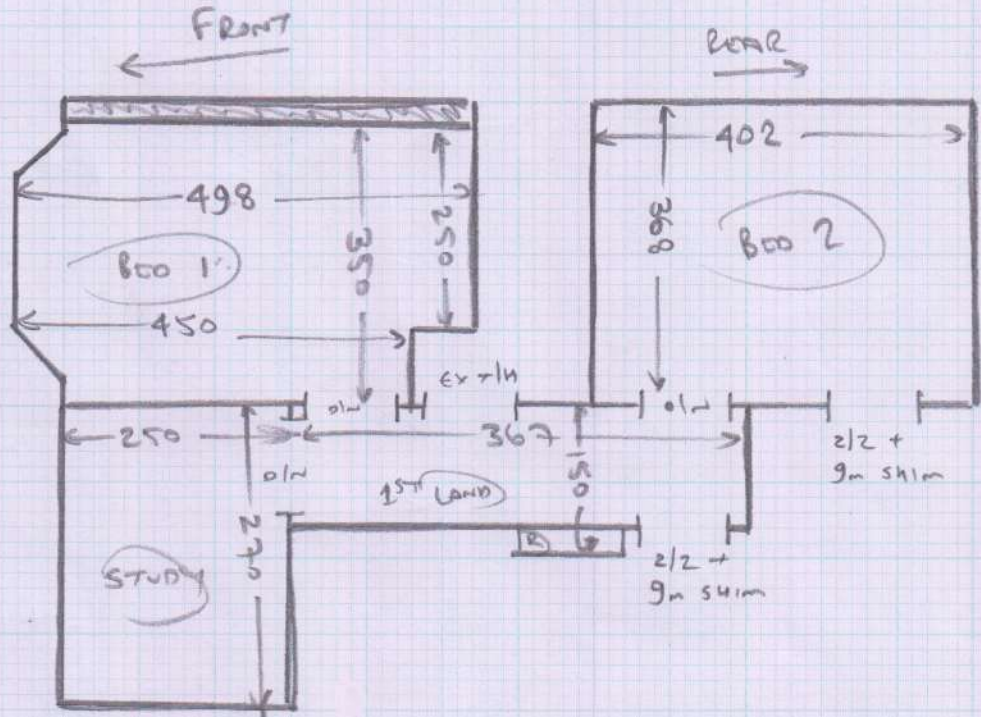 FRONT
REAR
402
498
368
250
350
BED 1
BED 2
450
EX T/H
O/N
O/N
250
367
150
2/2 +
9m SHIM
O/N
1ST LAND
270
R
STUDY
2/2 +
9m SHIM